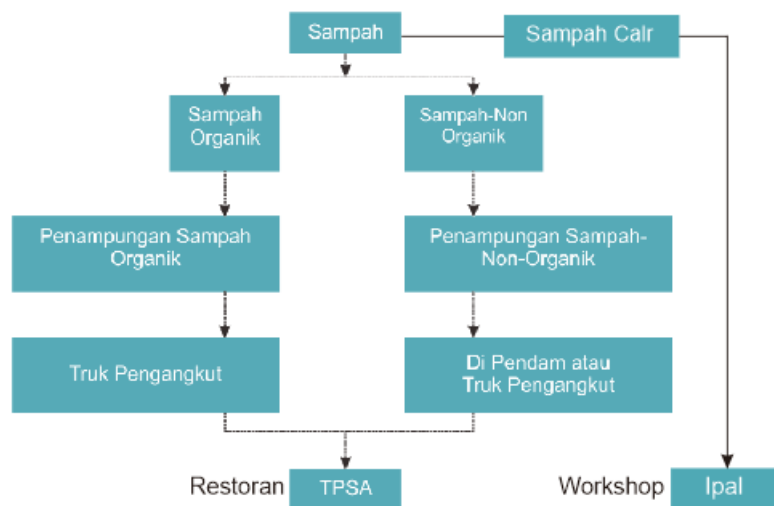 Sampah
Sampah Calr
Sampah
Organik
Sampah-Non
Organik
Penampungan Sampah
Organik
Penampungan Sampah-
Non-Organik
Truk Pengangkut
Di Pendam atau
Truk Pengangkut
Restoran
TPSA
Workshop
Ipal